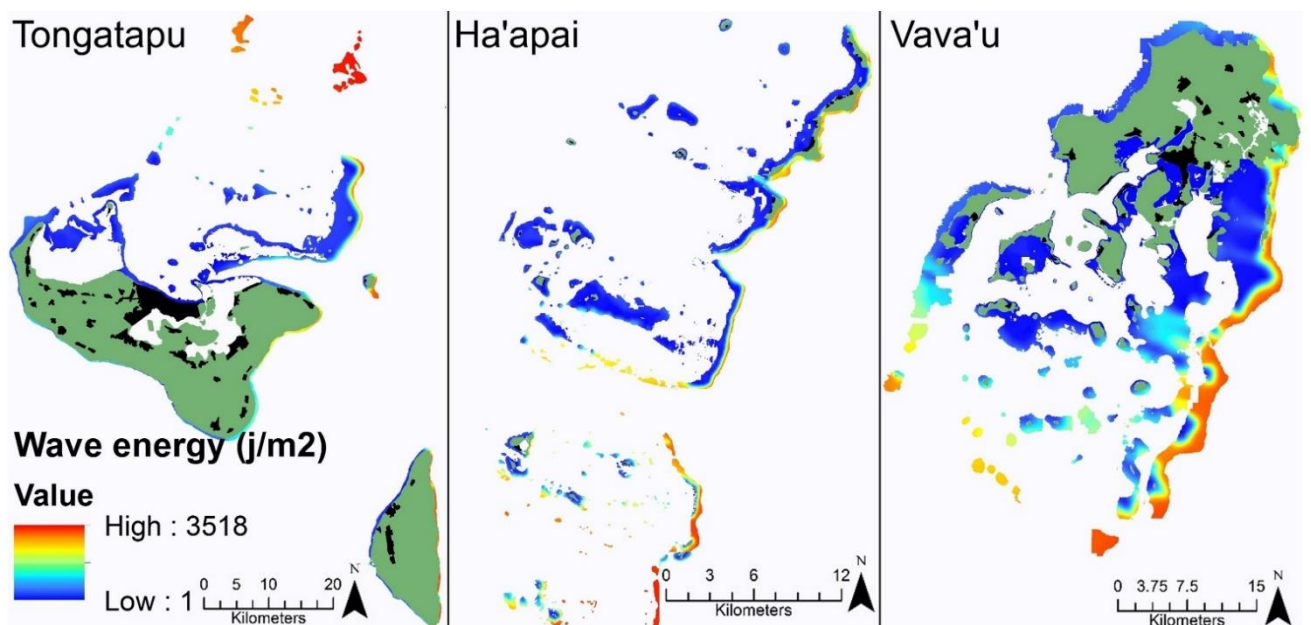 Tongatapu
Ha'apai
Vava'u
Wave energy (j/m2)
Value
High : 3518
Low : 1
0 5 10 20
Kilometers
N
0 3 6 12
Kilometers
N
0 3.75 7.5 15
Kilometers
N